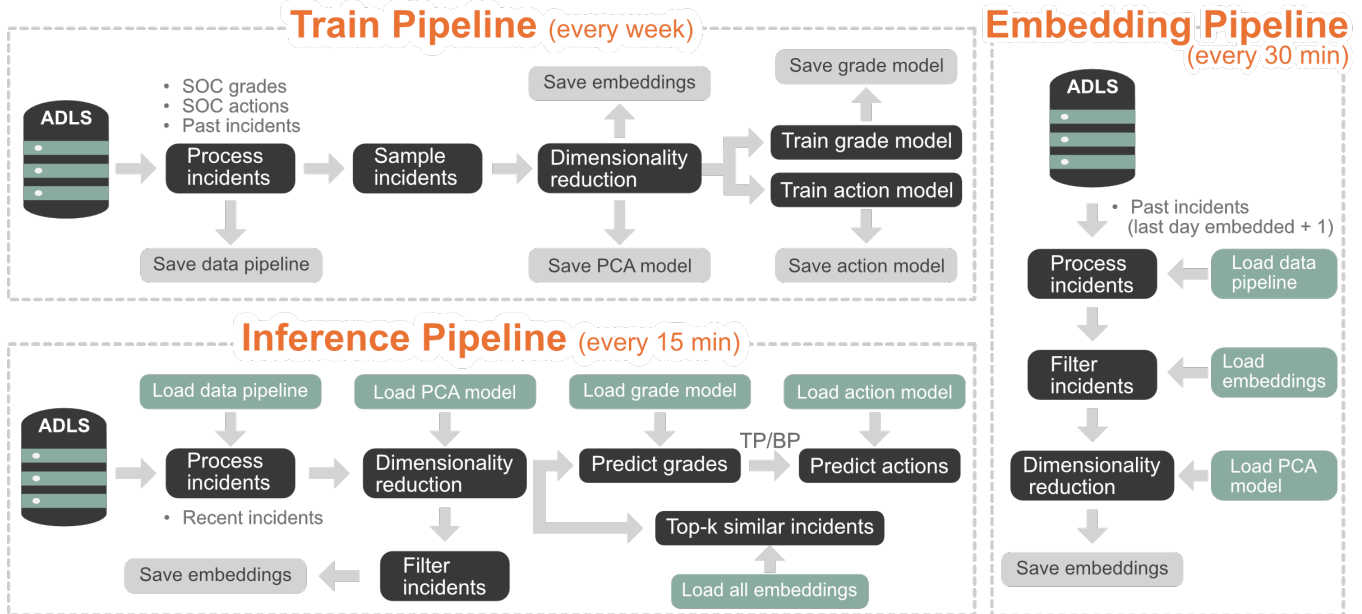 Train Pipeline (every week)
ADLS
• SOC grades
• SOC actions
• Past incidents
Process
incidents
Save data pipeline
Sample
incidents
Save embeddings
Dimensionality
reduction
Save PCA model
Save grade model
Train grade model
Train action model
Save action model
Inference Pipeline (every 15 min)
ADLS
Load data pipeline
Process
incidents
• Recent incidents
Load PCA model
Dimensionality
reduction
Filter
incidents
Save embeddings
Load grade model
Predict grades
TP/BP
Load action model
Predict actions
Top-k similar incidents
Load all embeddings
Embedding Pipeline
(every 30 min)
ADLS
• Past incidents
(last day embedded + 1)
Process
incidents
Load data
pipeline
Filter
incidents
Load
embeddings
Dimensionality
reduction
Load PCA
model
Save embeddings